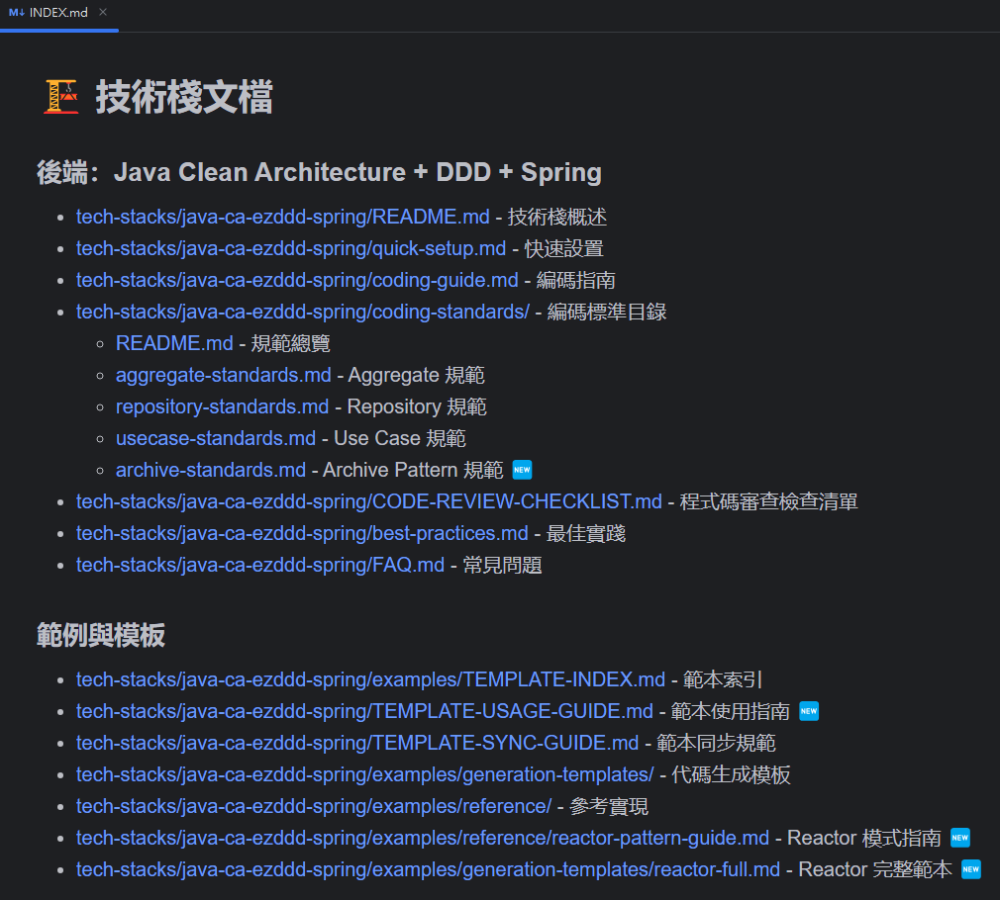 M↓ INDEX.md ×
🏗️ 技術棧文檔
後端：Java Clean Architecture + DDD + Spring
• tech-stacks/java-ca-ezddd-spring/README.md - 技術棧概述
• tech-stacks/java-ca-ezddd-spring/quick-setup.md - 快速設置
• tech-stacks/java-ca-ezddd-spring/coding-guide.md - 編碼指南
• tech-stacks/java-ca-ezddd-spring/coding-standards/ - 編碼標準目錄
○ README.md - 規範總覽
○ aggregate-standards.md - Aggregate 規範
○ repository-standards.md - Repository 規範
○ usecase-standards.md - Use Case 規範
○ archive-standards.md - Archive Pattern 規範 🆕
• tech-stacks/java-ca-ezddd-spring/CODE-REVIEW-CHECKLIST.md - 程式碼審查檢查清單
• tech-stacks/java-ca-ezddd-spring/best-practices.md - 最佳實踐
• tech-stacks/java-ca-ezddd-spring/FAQ.md - 常見問題
範例與模板
• tech-stacks/java-ca-ezddd-spring/examples/TEMPLATE-INDEX.md - 範本索引
• tech-stacks/java-ca-ezddd-spring/TEMPLATE-USAGE-GUIDE.md - 範本使用指南 🆕
• tech-stacks/java-ca-ezddd-spring/TEMPLATE-SYNC-GUIDE.md - 範本同步規範
• tech-stacks/java-ca-ezddd-spring/examples/generation-templates/ - 代碼生成模板
• tech-stacks/java-ca-ezddd-spring/examples/reference/ - 參考實現
• tech-stacks/java-ca-ezddd-spring/examples/reference/reactor-pattern-guide.md - Reactor 模式指南 🆕
• tech-stacks/java-ca-ezddd-spring/examples/generation-templates/reactor-full.md - Reactor 完整範本 🆕